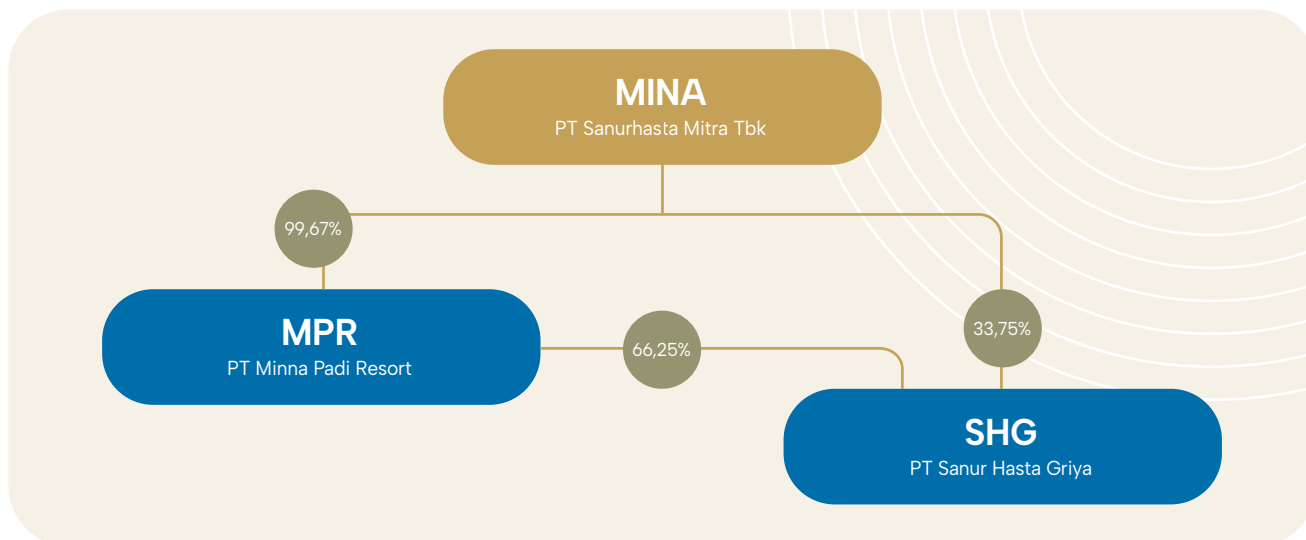 MINA
PT Sanurhasta Mitra Tbk
99,67%
MPR
PT Minna Padi Resort
66,25%
33,75%
SHG
PT Sanur Hasta Griya